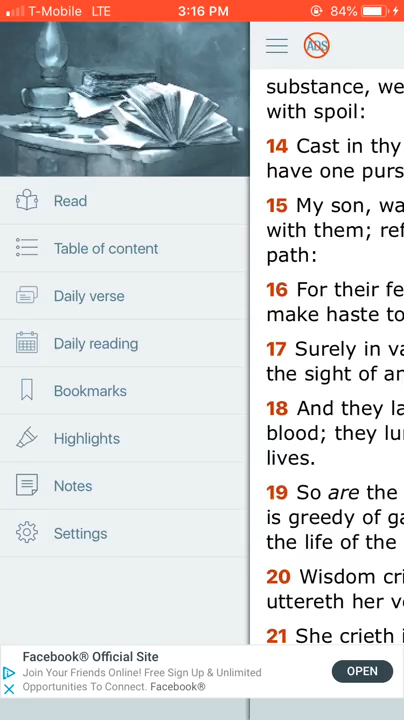 T-Mobile LTE 3:16 PM 84%
ADS
substance, we
with spoil:
14 Cast in thy
have one purs
15 My son, wa
with them; ref
path:
16 For their fe
make haste to
17 Surely in va
the sight of an
18 And they la
blood; they lu
lives.
19 So are the
is greedy of ga
the life of the
20 Wisdom cri
uttereth her vo
21 She crieth i
Read
Table of content
Daily verse
Daily reading
Bookmarks
Highlights
Notes
Settings
Facebook® Official Site
Join Your Friends Online! Free Sign Up & Unlimited
Opportunities To Connect. Facebook®
OPEN